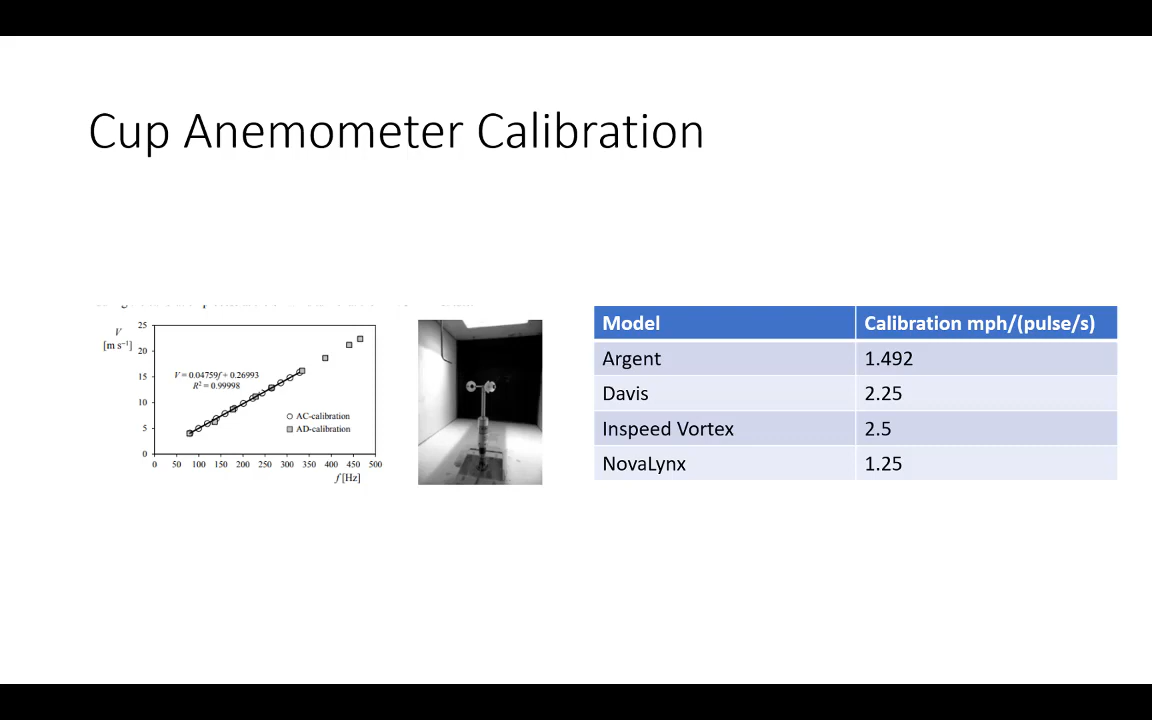 Cup Anemometer Calibration
V
[m s⁻¹]
25
20
15
10
5
0
V = 0.04759f + 0.26993
R² = 0.99998
AC-calibration
AD-calibration
0 50 100 150 200 250 300 350 400 450 500
f [Hz]
Model Calibration mph/(pulse/s)
Argent 1.492
Davis 2.25
Inspeed Vortex 2.5
NovaLynx 1.25